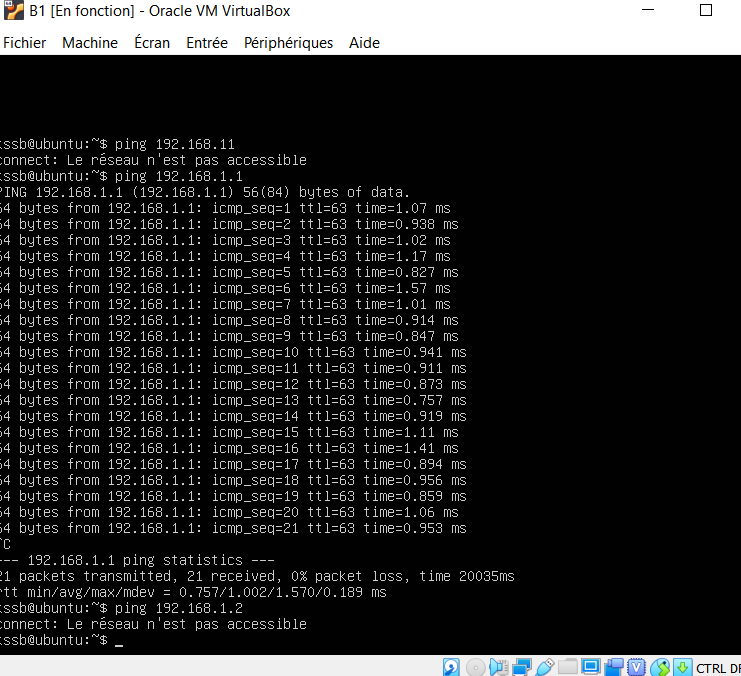 B1 [En fonction] - Oracle VM VirtualBox
Fichier Machine Écran Entrée Périphériques Aide
kssb@ubuntu:~$ ping 192.168.11
connect: Le réseau n'est pas accessible
kssb@ubuntu:~$ ping 192.168.1.1
PING 192.168.1.1 (192.168.1.1) 56(84) bytes of data.
64 bytes from 192.168.1.1: icmp_seq=1 ttl=63 time=1.07 ms
64 bytes from 192.168.1.1: icmp_seq=2 ttl=63 time=0.938 ms
64 bytes from 192.168.1.1: icmp_seq=3 ttl=63 time=1.02 ms
64 bytes from 192.168.1.1: icmp_seq=4 ttl=63 time=1.17 ms
64 bytes from 192.168.1.1: icmp_seq=5 ttl=63 time=0.827 ms
64 bytes from 192.168.1.1: icmp_seq=6 ttl=63 time=1.57 ms
64 bytes from 192.168.1.1: icmp_seq=7 ttl=63 time=1.01 ms
64 bytes from 192.168.1.1: icmp_seq=8 ttl=63 time=0.914 ms
64 bytes from 192.168.1.1: icmp_seq=9 ttl=63 time=0.847 ms
64 bytes from 192.168.1.1: icmp_seq=10 ttl=63 time=0.941 ms
64 bytes from 192.168.1.1: icmp_seq=11 ttl=63 time=0.911 ms
64 bytes from 192.168.1.1: icmp_seq=12 ttl=63 time=0.873 ms
64 bytes from 192.168.1.1: icmp_seq=13 ttl=63 time=0.757 ms
64 bytes from 192.168.1.1: icmp_seq=14 ttl=63 time=0.919 ms
64 bytes from 192.168.1.1: icmp_seq=15 ttl=63 time=1.11 ms
64 bytes from 192.168.1.1: icmp_seq=16 ttl=63 time=1.41 ms
64 bytes from 192.168.1.1: icmp_seq=17 ttl=63 time=0.894 ms
64 bytes from 192.168.1.1: icmp_seq=18 ttl=63 time=0.956 ms
64 bytes from 192.168.1.1: icmp_seq=19 ttl=63 time=0.859 ms
64 bytes from 192.168.1.1: icmp_seq=20 ttl=63 time=1.06 ms
64 bytes from 192.168.1.1: icmp_seq=21 ttl=63 time=0.953 ms
^C
--- 192.168.1.1 ping statistics ---
21 packets transmitted, 21 received, 0% packet loss, time 20035ms
rtt min/avg/max/mdev = 0.757/1.002/1.570/0.189 ms
kssb@ubuntu:~$ ping 192.168.1.2
connect: Le réseau n'est pas accessible
kssb@ubuntu:~$ _
CTRL DR